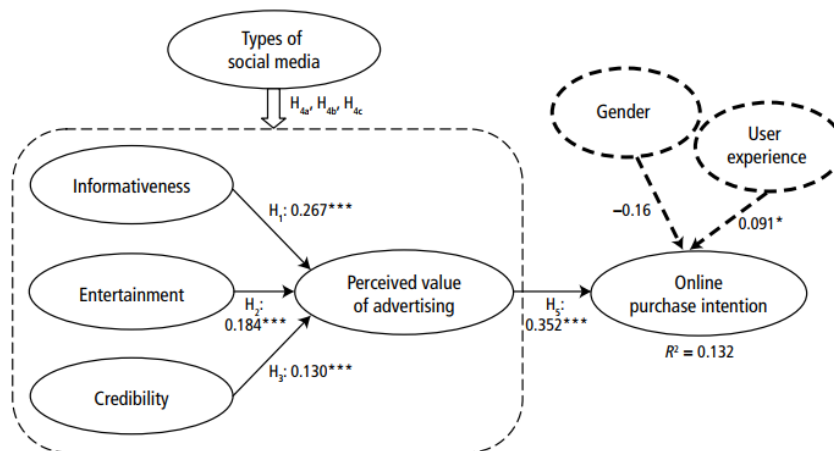 Types of
social media
H4a, H4b, H4c
Gender
User
experience
Informativeness
H1: 0.267***
−0.16
0.091*
Entertainment
H2:
0.184***
Perceived value
of advertising
H5:
0.352***
Online
purchase intention
R² = 0.132
H3: 0.130***
Credibility